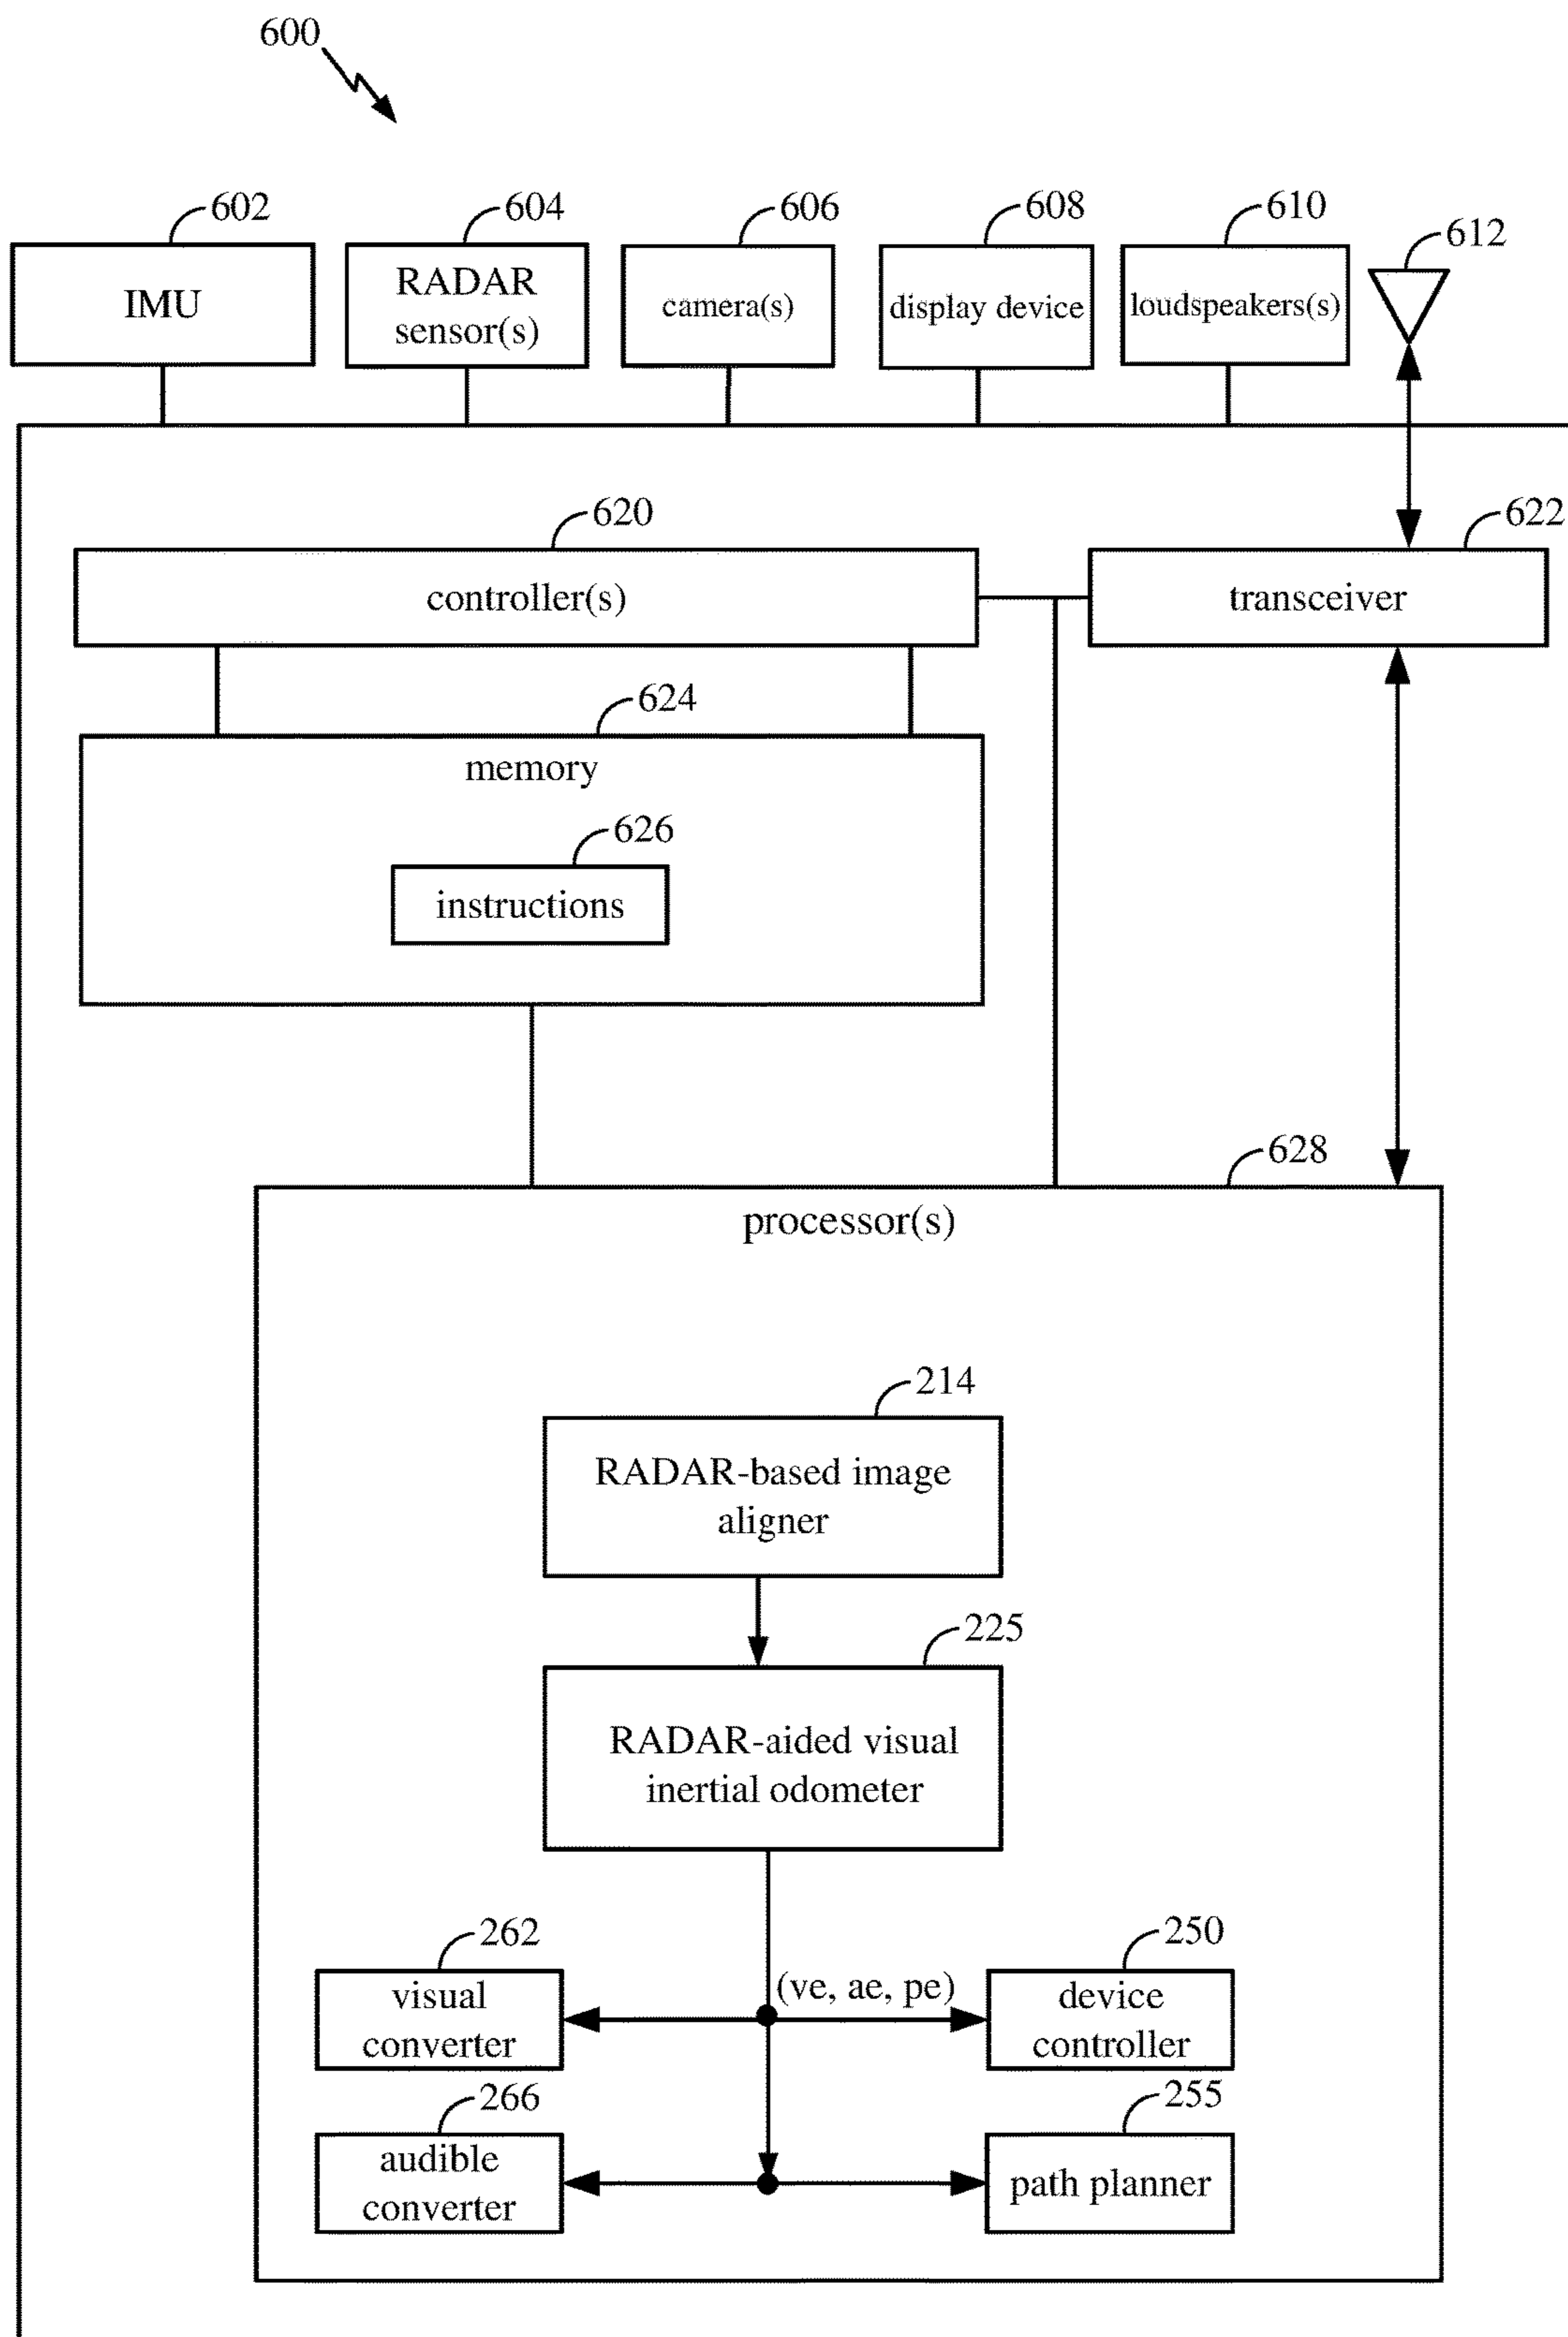 600
602
604
606
608
610
612
IMU
RADAR
sensor(s)
camera(s)
display device
loudspeakers(s)
620
622
controller(s)
transceiver
624
memory
626
instructions
628
processor(s)
214
RADAR-based image
aligner
225
RADAR-aided visual
inertial odometer
262
250
visual
converter
(ve, ae, pe)
device
controller
266
255
audible
converter
path planner